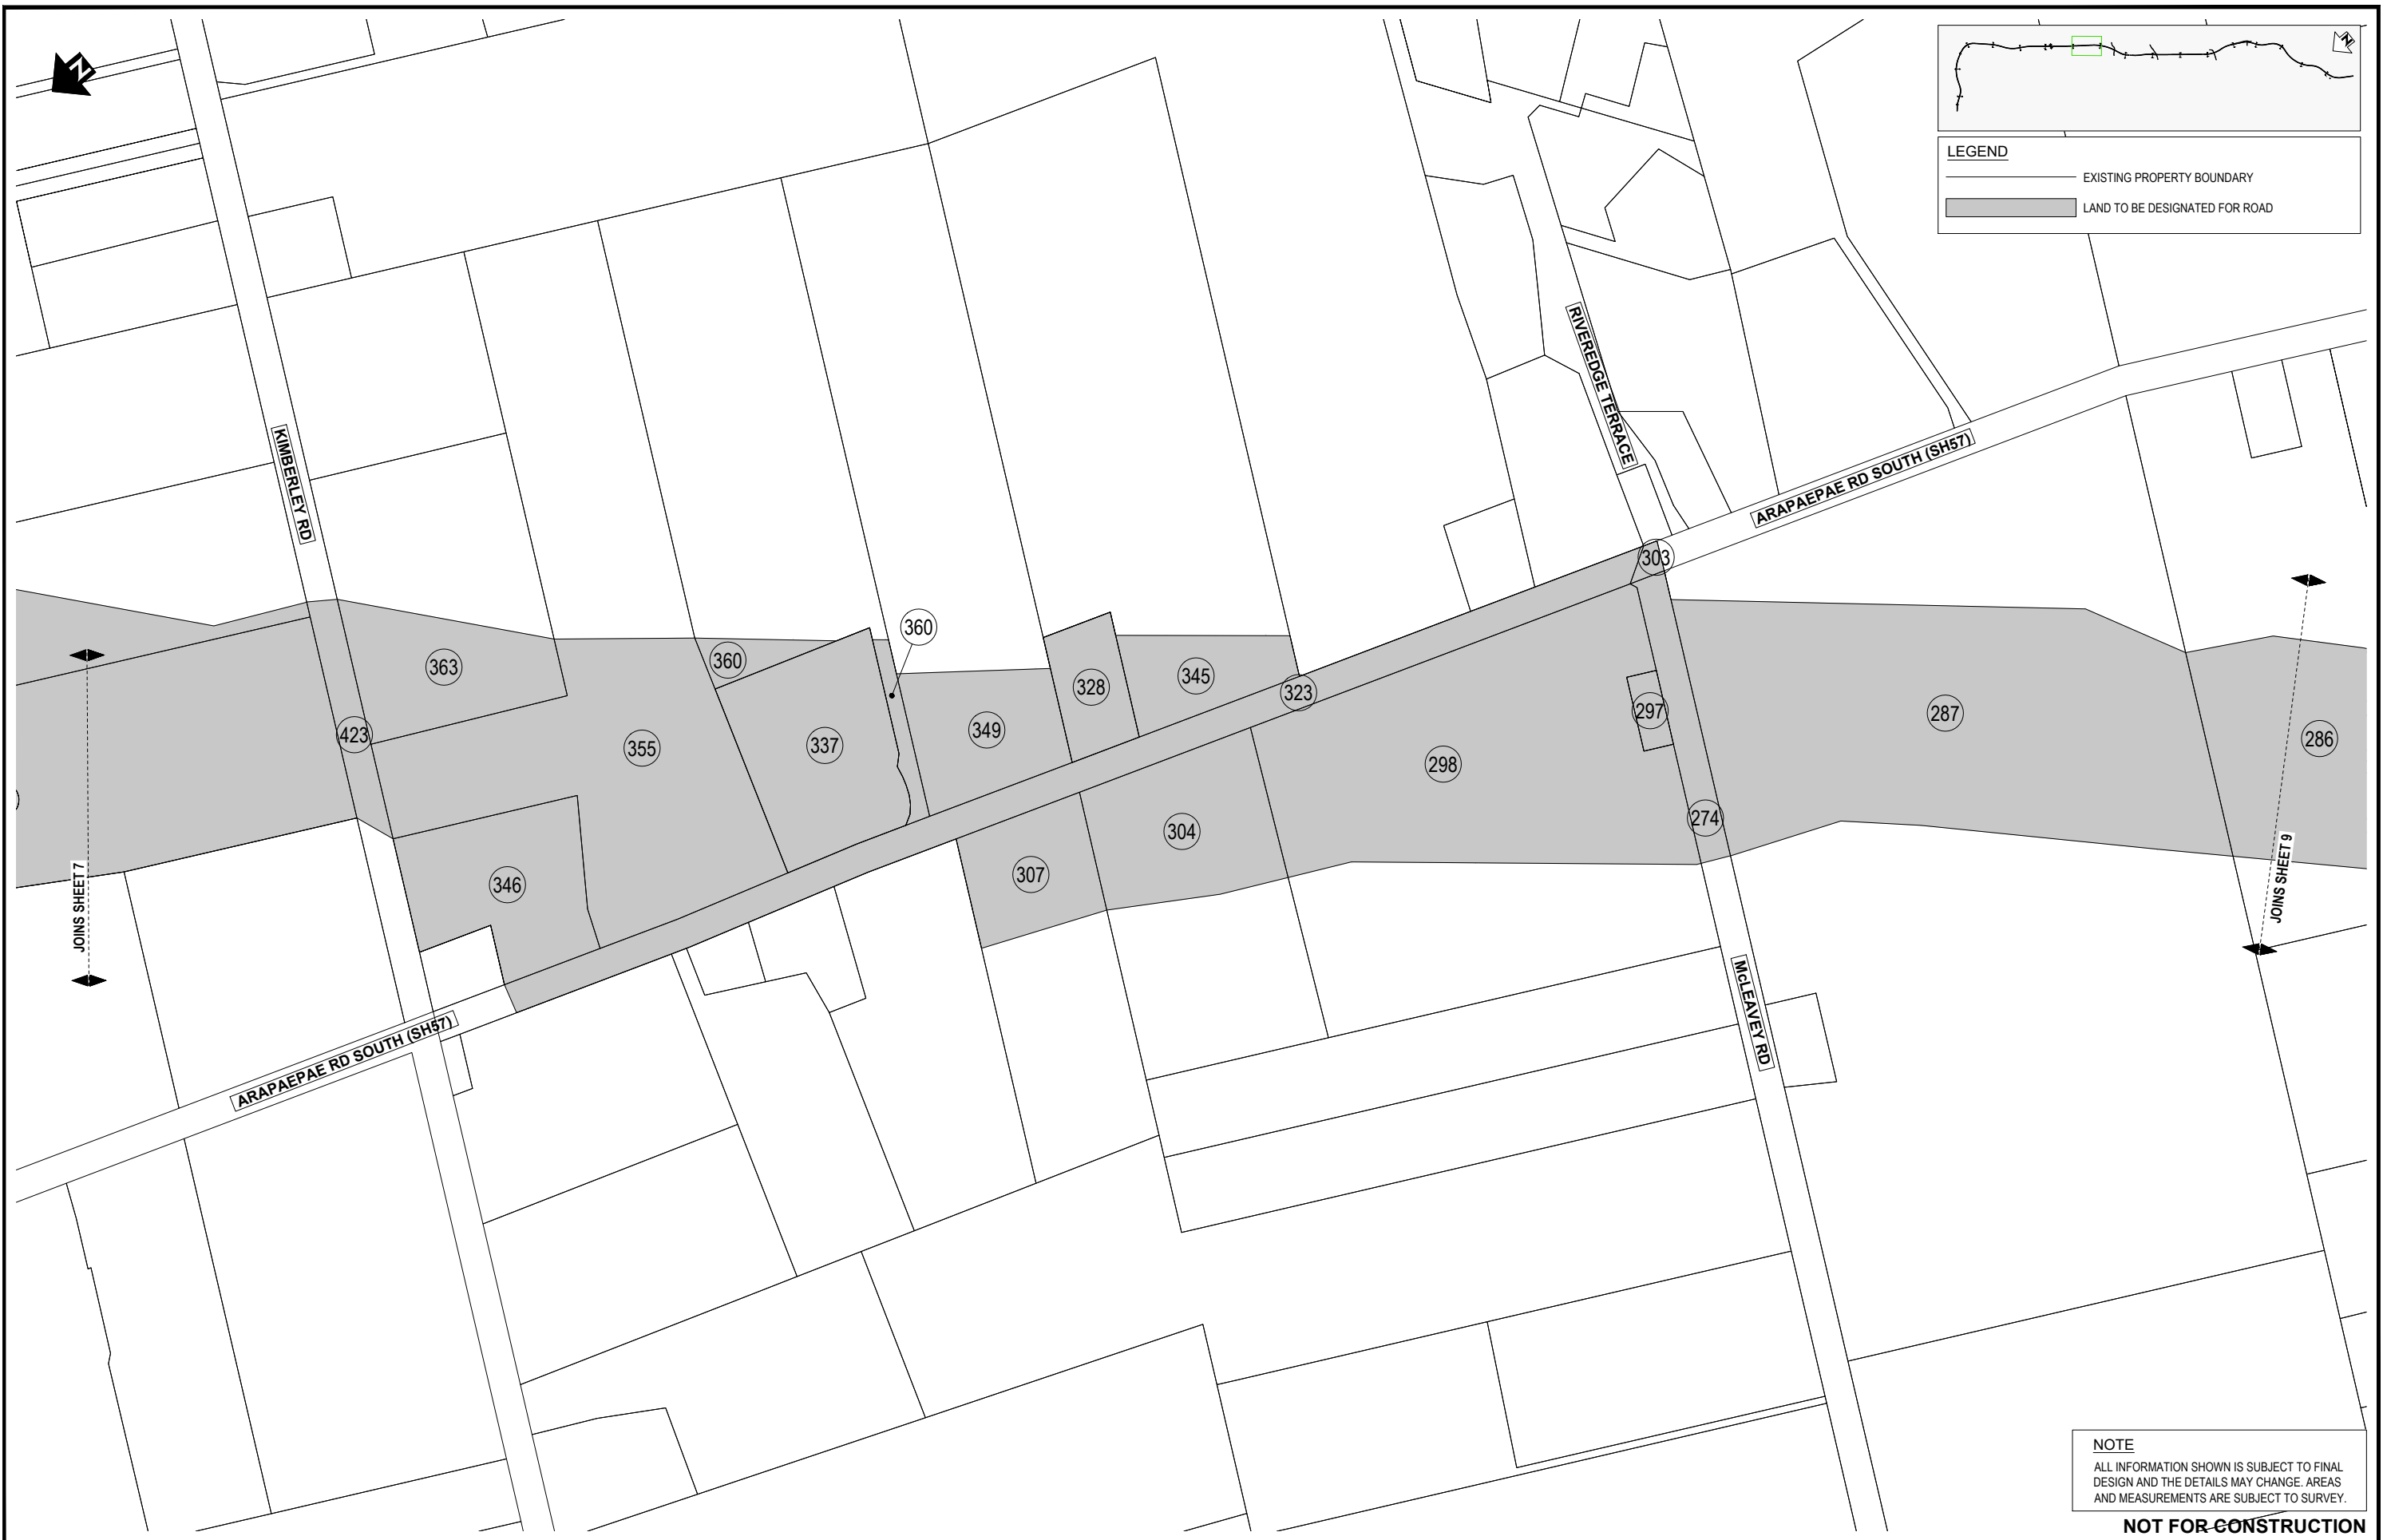 N
N
LEGEND
EXISTING PROPERTY BOUNDARY
LAND TO BE DESIGNATED FOR ROAD
RIVEREDGE TERRACE
KIMBERLEY RD
ARAPAEPAE RD SOUTH (SH57)
303
360
363
360
328
345
323
297
287
423
355
337
349
298
286
274
304
307
346
JOINS SHEET 7
JOINS SHEET 9
McLEAVEY RD
ARAPAEPAE RD SOUTH (SH57)
NOTE
ALL INFORMATION SHOWN IS SUBJECT TO FINAL
DESIGN AND THE DETAILS MAY CHANGE. AREAS
AND MEASUREMENTS ARE SUBJECT TO SURVEY.
NOT FOR CONSTRUCTION